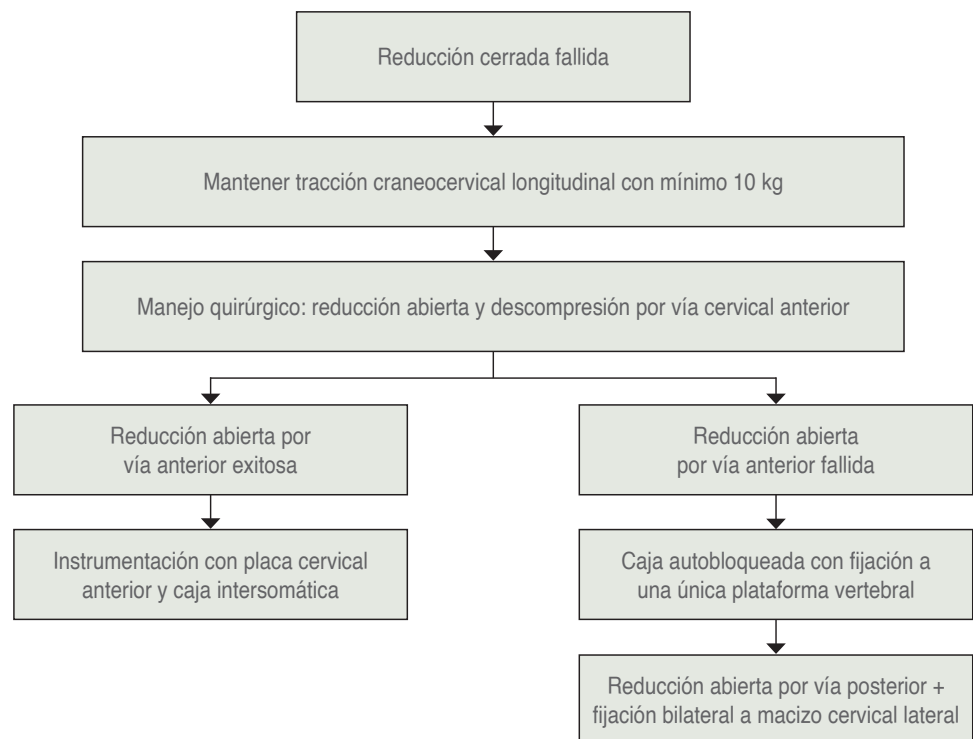 Reducción cerrada fallida
Mantener tracción craneocervical longitudinal con mínimo 10 kg
Manejo quirúrgico: reducción abierta y descompresión por vía cervical anterior
Reducción abierta por
vía anterior exitosa
Instrumentación con placa cervical
anterior y caja intersomática
Reducción abierta
por vía anterior fallida
Caja autobloqueada con fijación a
una única plataforma vertebral
Reducción abierta por vía posterior +
fijación bilateral a macizo cervical lateral